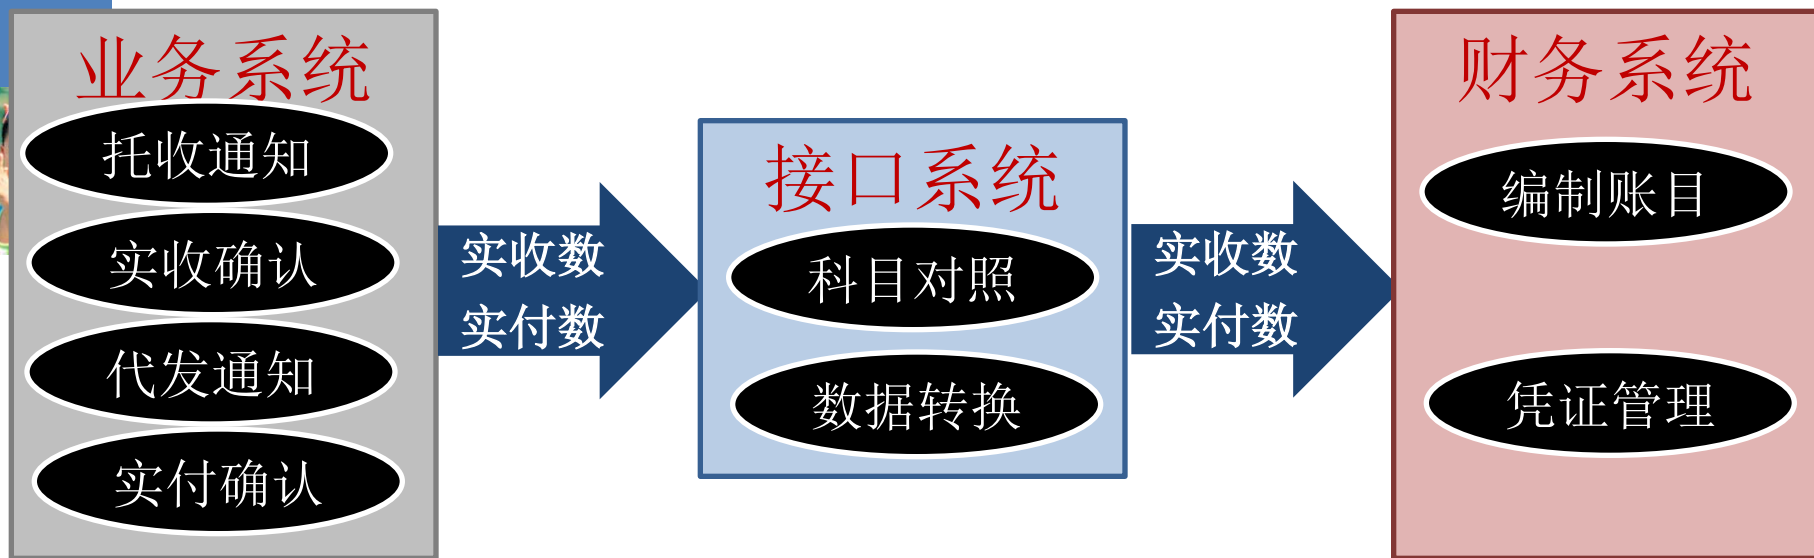 业务系统
托收通知
实收确认
代发通知
实付确认
实收数
实付数
接口系统
科目对照
数据转换
实收数
实付数
财务系统
编制账目
凭证管理